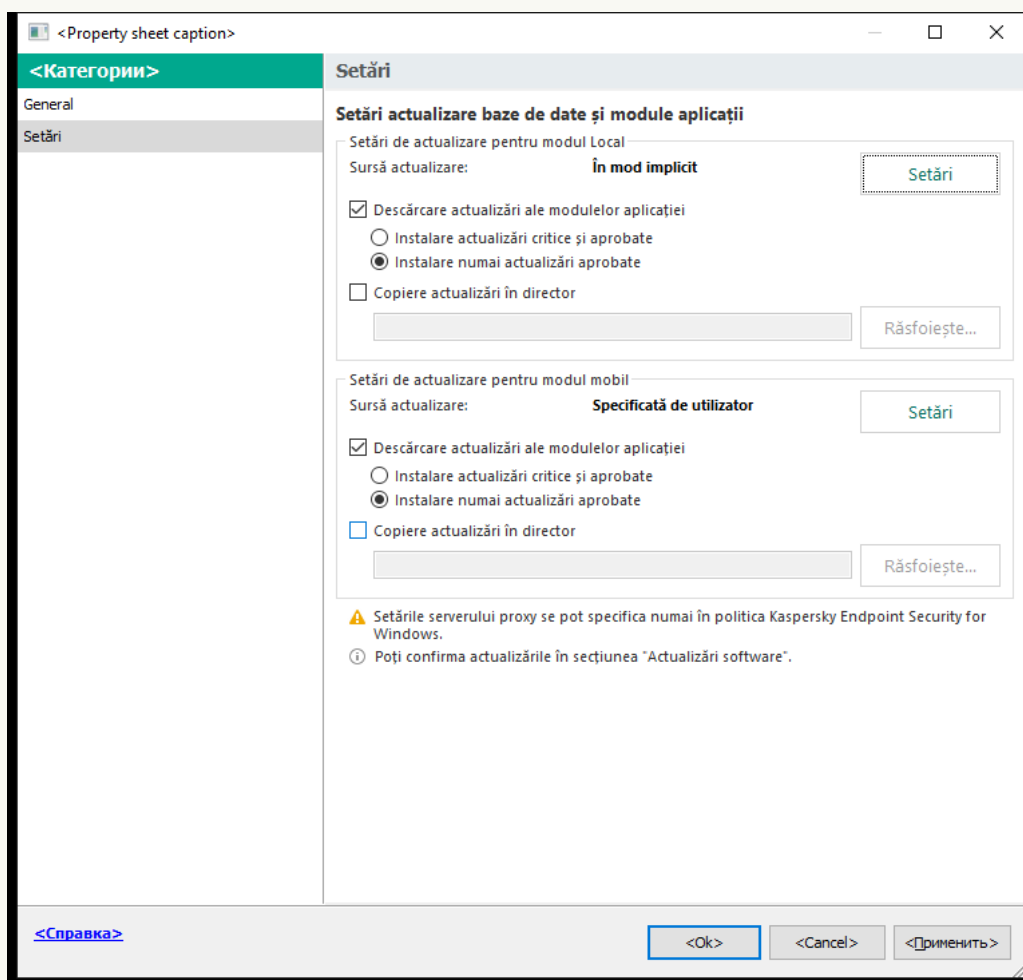 <Property sheet caption>
<Категории>
General
Setări
Setări
Setări actualizare baze de date și module aplicații
Setări de actualizare pentru modul Local
Sursă actualizare: În mod implicit
Setări
Descărcare actualizări ale modulelor aplicației
Instalare actualizări critice și aprobate
Instalare numai actualizări aprobate
Copiere actualizări în director
Răsfoiește...
Setări de actualizare pentru modul mobil
Sursă actualizare: Specificată de utilizator
Setări
Descărcare actualizări ale modulelor aplicației
Instalare actualizări critice și aprobate
Instalare numai actualizări aprobate
Copiere actualizări în director
Răsfoiește...
Setările serverului proxy se pot specifica numai în politica Kaspersky Endpoint Security for
Windows.
Poți confirma actualizările în secțiunea "Actualizări software".
<Справка>
<Ok> <Cancel> <Применить>